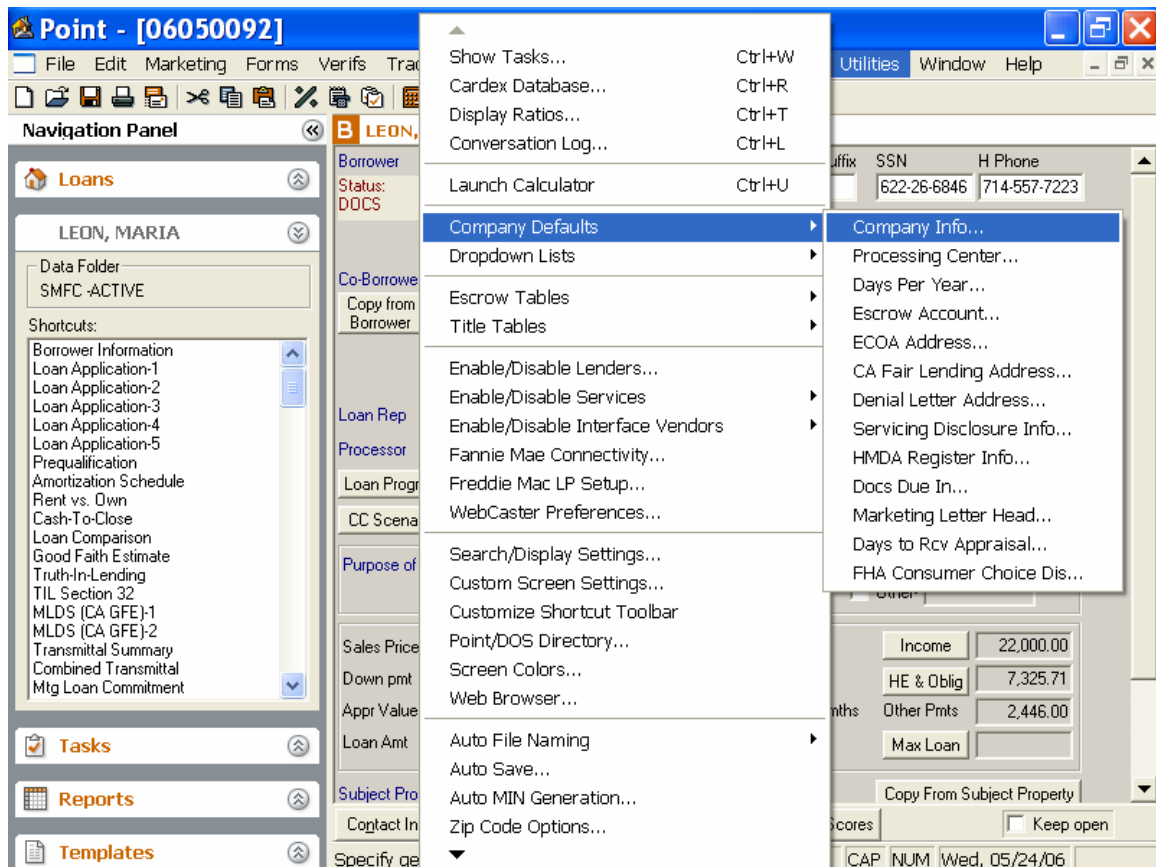 Point - [06050092]
File Edit Marketing Forms Verifs Trac Utilities Window Help
Navigation Panel
Loans
LEON, MARIA
Data Folder
SMFC -ACTIVE
Shortcuts:
Borrower Information
Loan Application-1
Loan Application-2
Loan Application-3
Loan Application-4
Loan Application-5
Prequalification
Amortization Schedule
Rent vs. Own
Cash-To-Close
Loan Comparison
Good Faith Estimate
Truth-In-Lending
TIL Section 32
MLDS (CA GFE)-1
MLDS (CA GFE)-2
Transmittal Summary
Combined Transmittal
Mtg Loan Commitment
Tasks
Reports
Templates
B LEON,
Borrower
Status:
DOCS
Co-Borrowe
Copy from
Borrower
Loan Rep
Processor
Loan Progr
CC Scena
Purpose of
Sales Price
Down pmt
Appr Value
Loan Amt
Subject Pro
Contact In
Specify ge
Show Tasks... Ctrl+W
Cardex Database... Ctrl+R
Display Ratios... Ctrl+T
Conversation Log... Ctrl+L
Launch Calculator Ctrl+U
Company Defaults
Dropdown Lists
Escrow Tables
Title Tables
Enable/Disable Lenders...
Enable/Disable Services
Enable/Disable Interface Vendors
Fannie Mae Connectivity...
Freddie Mac LP Setup...
WebCaster Preferences...
Search/Display Settings...
Custom Screen Settings...
Customize Shortcut Toolbar
Point/DOS Directory...
Screen Colors...
Web Browser...
Auto File Naming
Auto Save...
Auto MIN Generation...
Zip Code Options...
uffix SSN H Phone
622-26-6846 714-557-7223
Company Info...
Processing Center...
Days Per Year...
Escrow Account...
ECOA Address...
CA Fair Lending Address...
Denial Letter Address...
Servicing Disclosure Info...
HMDA Register Info...
Docs Due In...
Marketing Letter Head...
Days to Rcv Appraisal...
FHA Consumer Choice Dis...
Other
Income 22,000.00
HE & Oblig 7,325.71
nths Other Pmts 2,446.00
Max Loan
Copy From Subject Property
Scores Keep open
CAP NUM Wed, 05/24/06